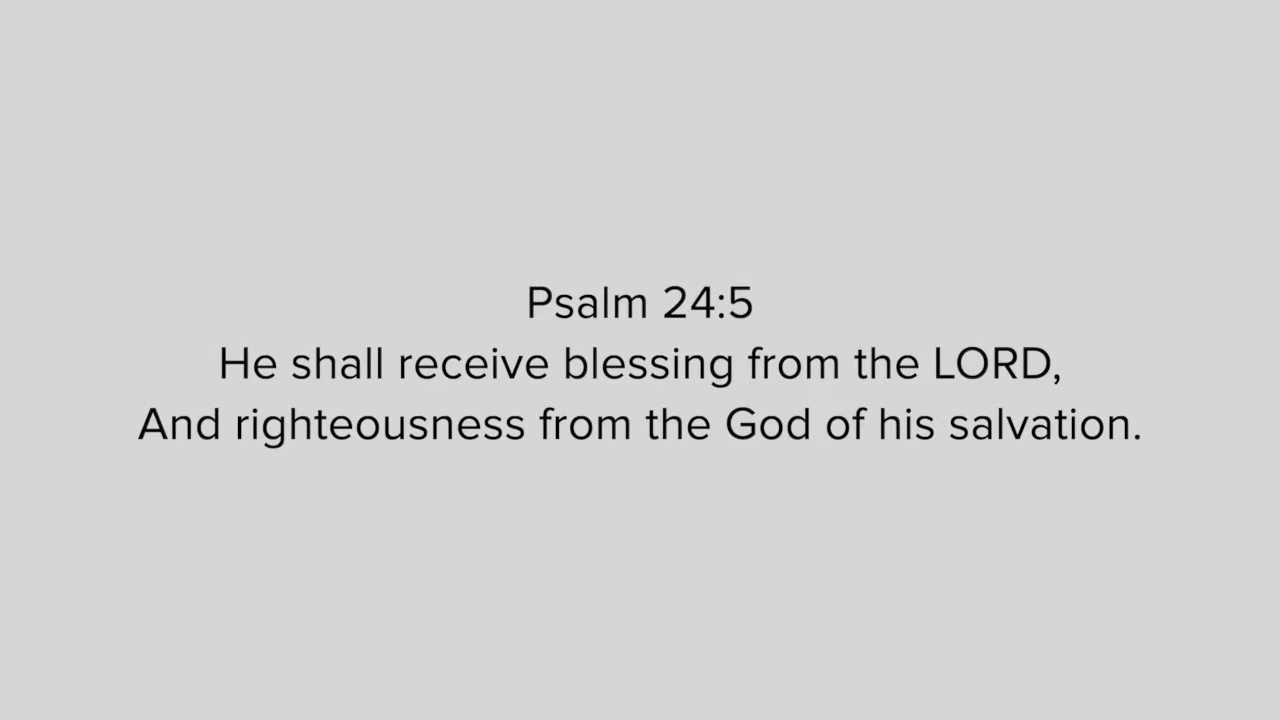 Psalm 24:5
He shall receive blessing from the LORD,
And righteousness from the God of his salvation.